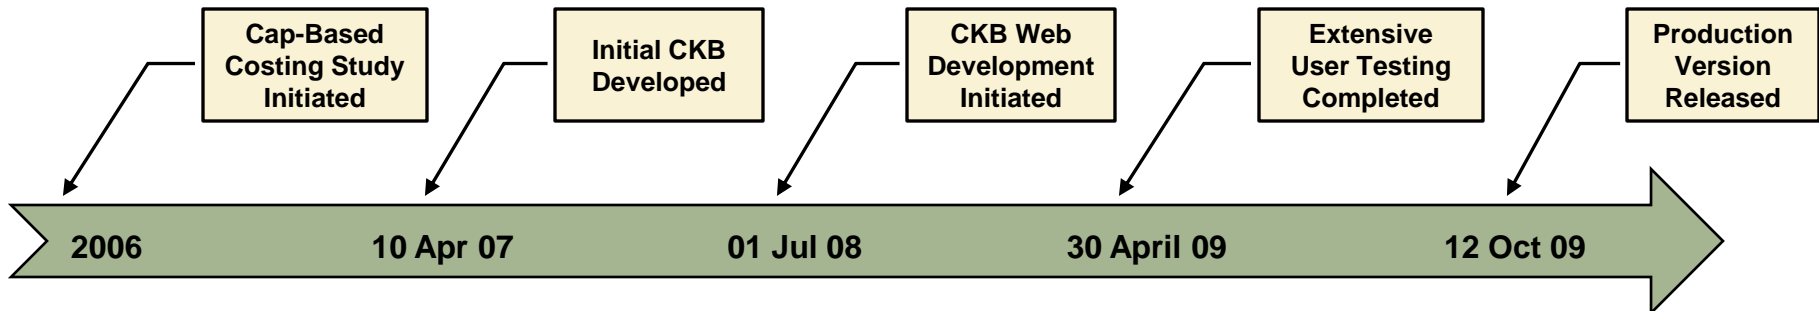 Cap-Based
Costing Study
Initiated
Initial CKB
Developed
CKB Web
Development
Initiated
Extensive
User Testing
Completed
Production
Version
Released
2006
10 Apr 07
01 Jul 08
30 April 09
12 Oct 09